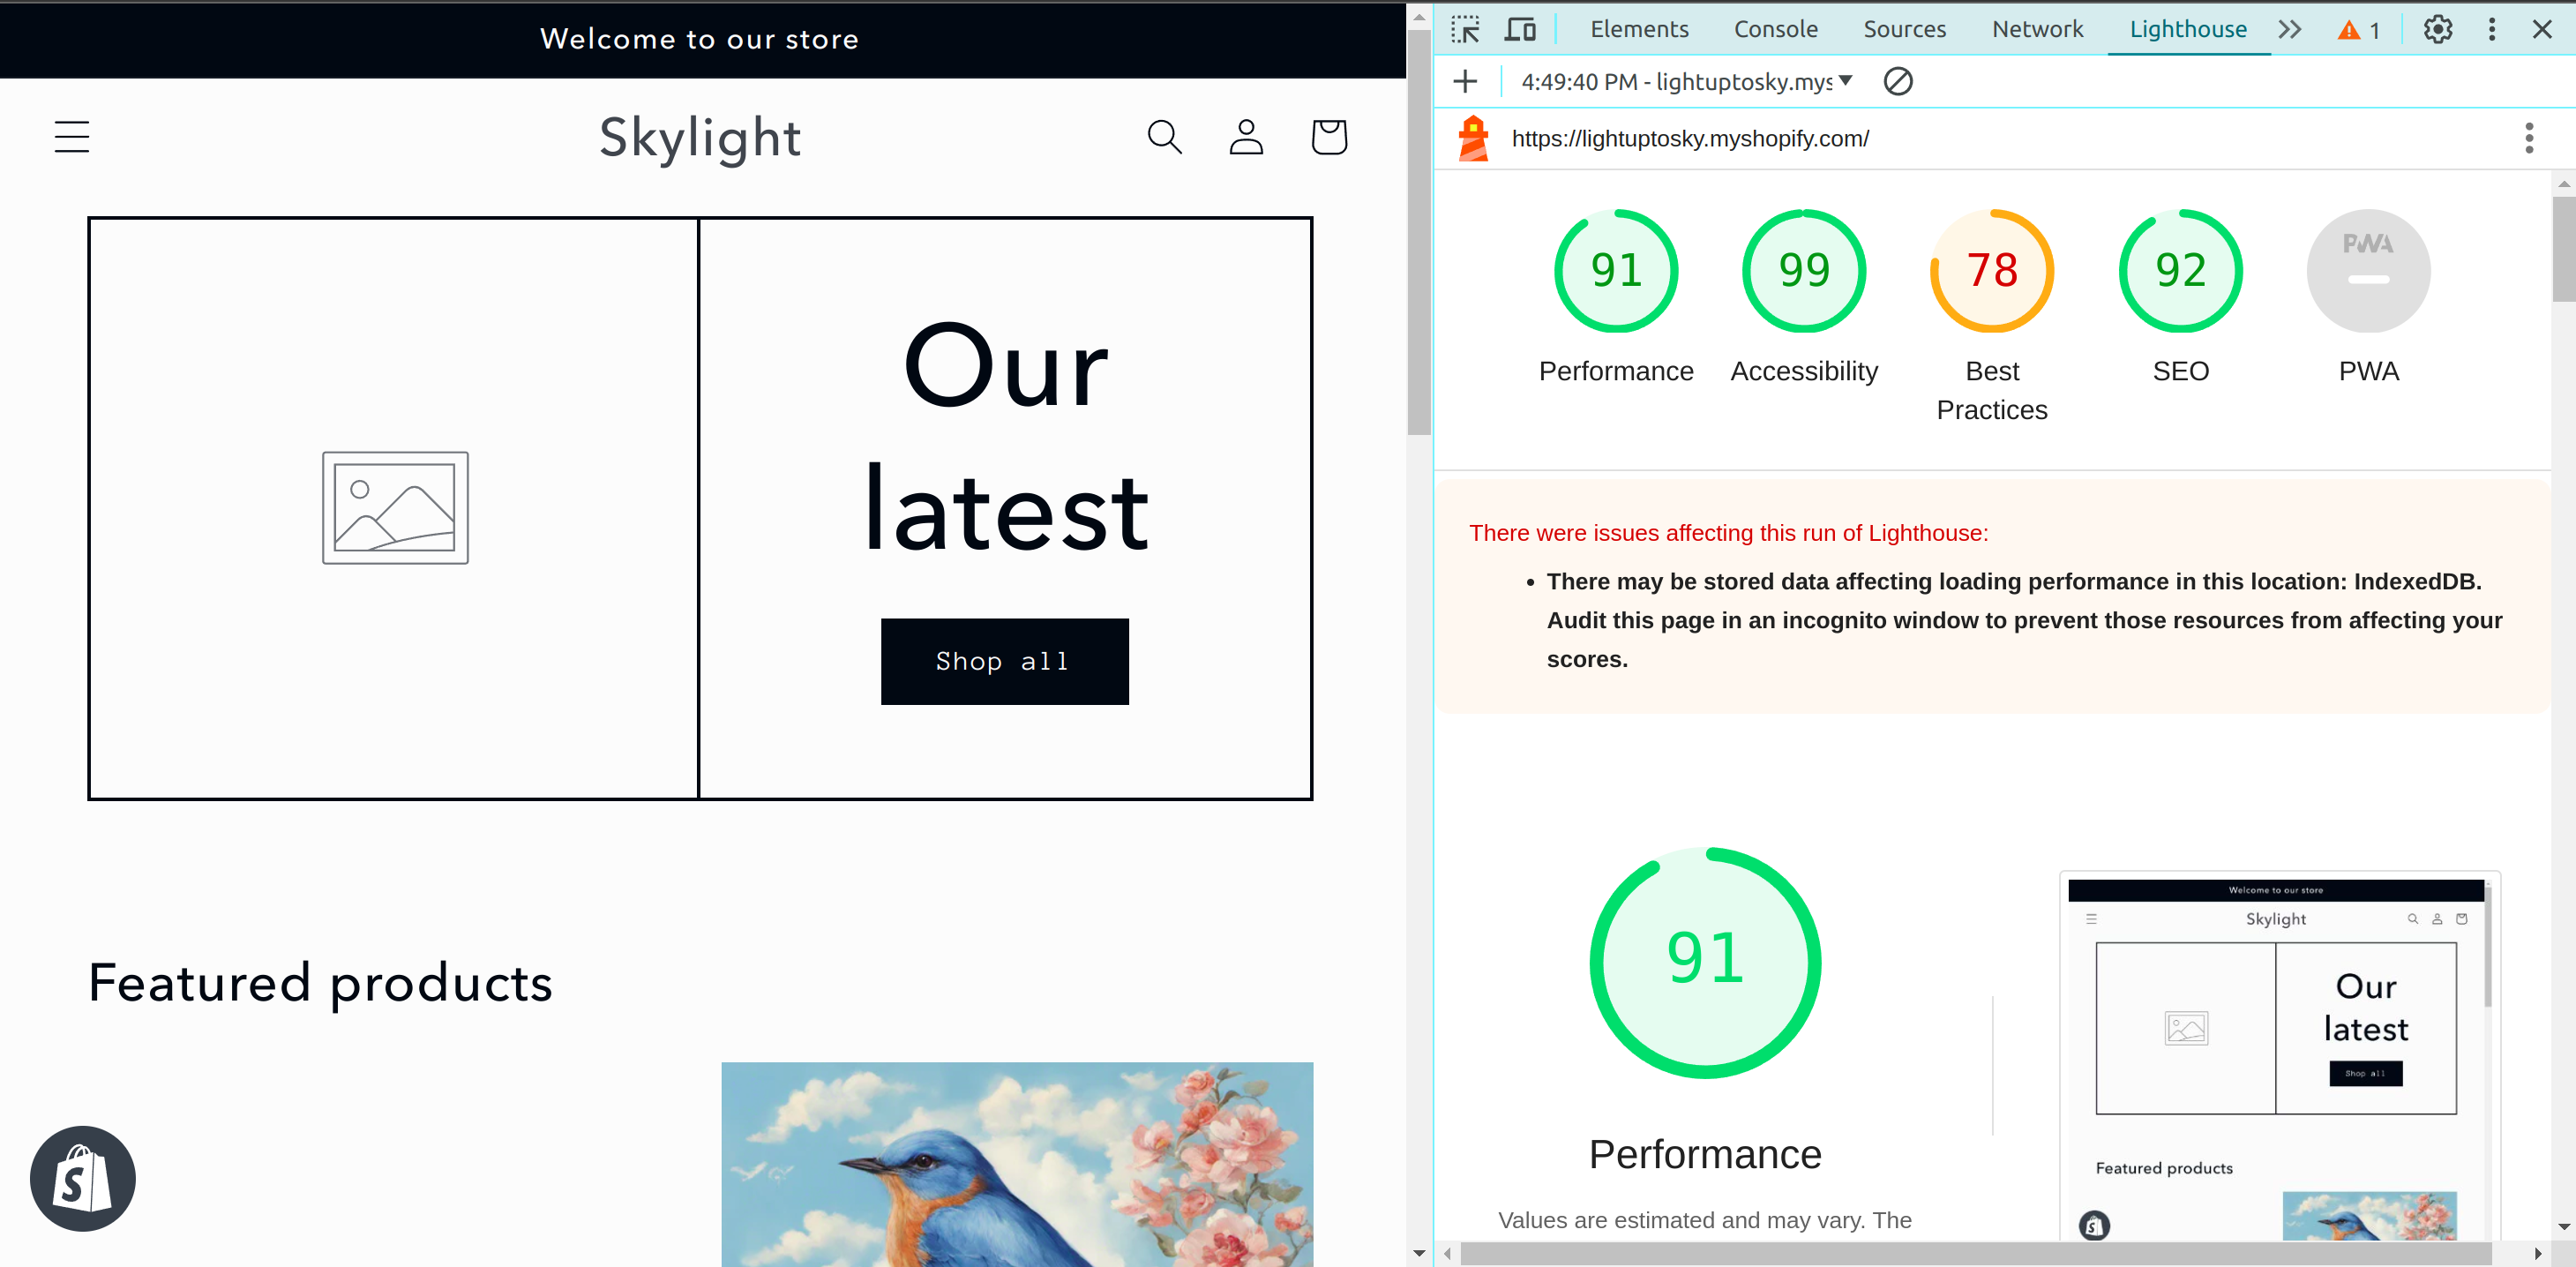 Welcome to our store
Skylight
Our
latest
Shop all
Featured products
S
Elements Console Sources Network Lighthouse 1
4:49:40 PM - lightuptosky.mys
https://lightuptosky.myshopify.com/
91 99 78 92 PWA
Performance Accessibility Best Practices SEO PWA
There were issues affecting this run of Lighthouse:
• There may be stored data affecting loading performance in this location: IndexedDB.
Audit this page in an incognito window to prevent those resources from affecting your
scores.
91
Performance
Values are estimated and may vary. The
Welcome to our store
Skylight
Our
latest
Shop all
Featured products
S